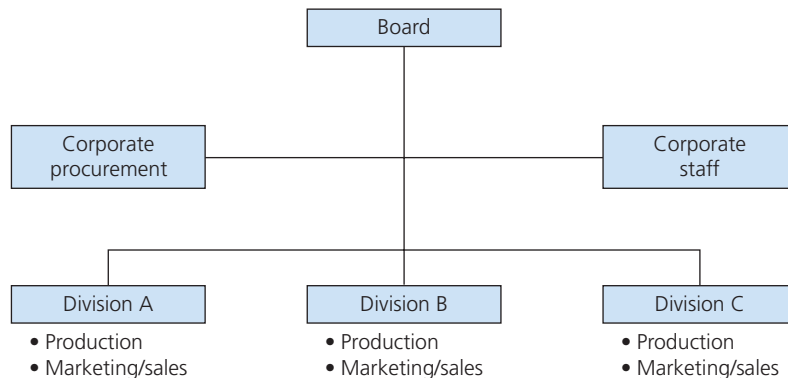 Board
Corporate
procurement
Corporate
staff
Division A
• Production
• Marketing/sales
Division B
• Production
• Marketing/sales
Division C
• Production
• Marketing/sales